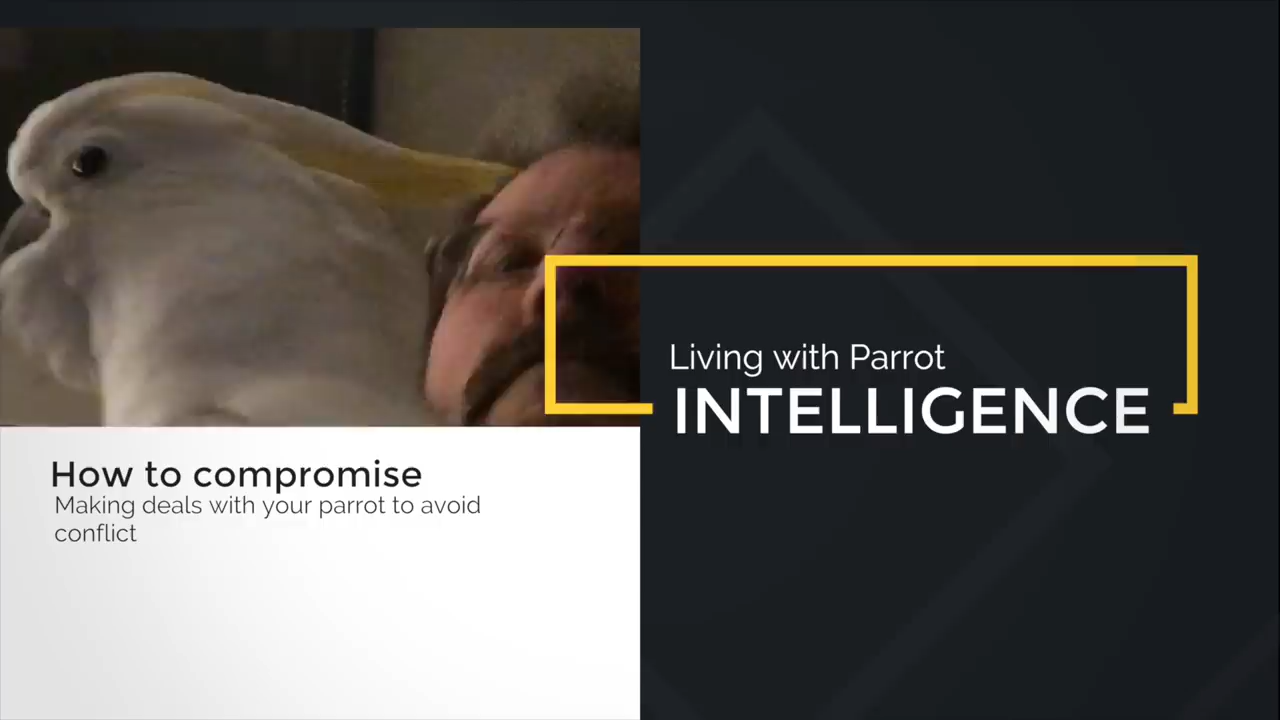 Living with Parrot
INTELLIGENCE
How to compromise
Making deals with your parrot to avoid
conflict